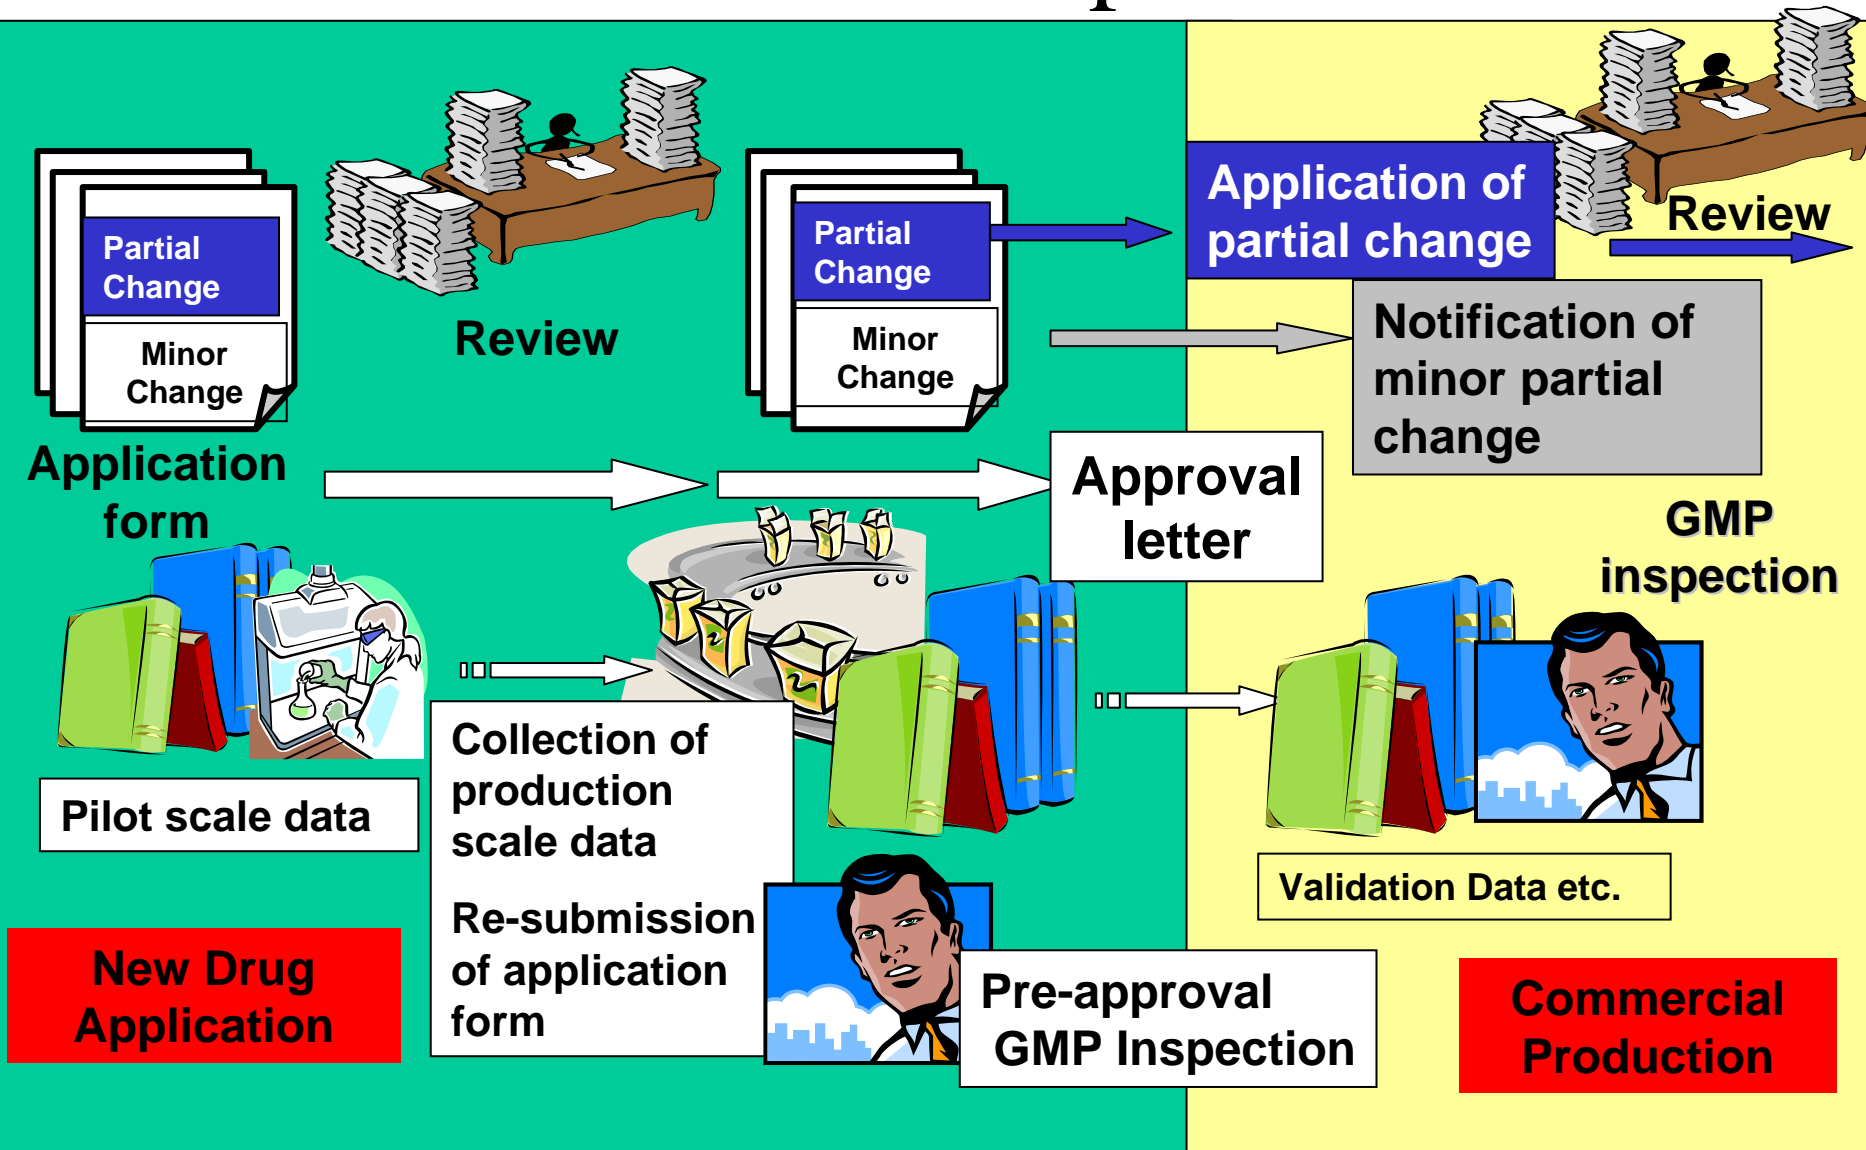 Partial
Change
Minor
Change
Application
form
Review
Partial
Change
Minor
Change
Approval
letter
Pilot scale data
Collection of
production
scale data
Re-submission
of application
form
Pre-approval
GMP Inspection
New Drug
Application
Application of
partial change
Review
Notification of
minor partial
change
GMP
inspection
Validation Data etc.
Commercial
Production